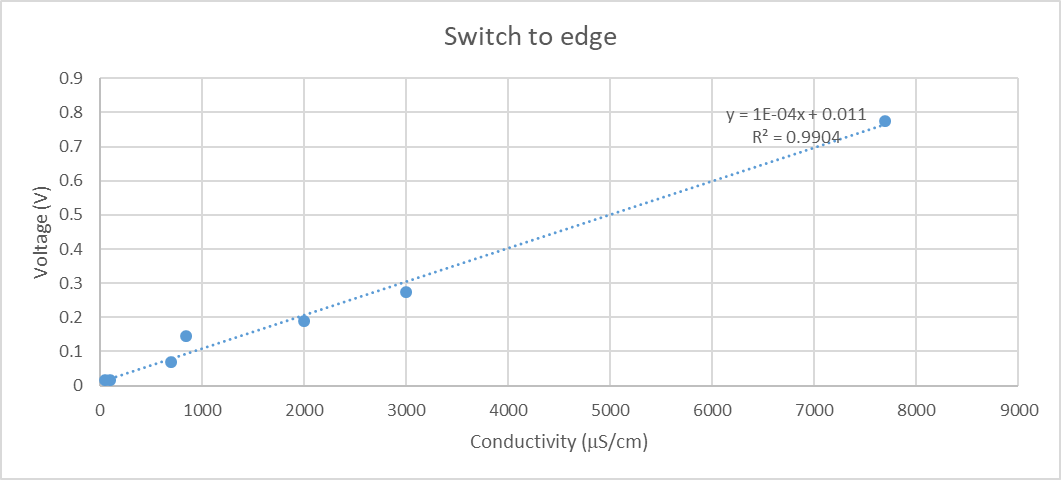 Switch to edge
y = 1E-04x + 0.011
R² = 0.9904
0.9
0.8
0.7
0.6
0.5
0.4
0.3
0.2
0.1
0
Voltage (V)
0 1000 2000 3000 4000 5000 6000 7000 8000 9000
Conductivity (µS/cm)